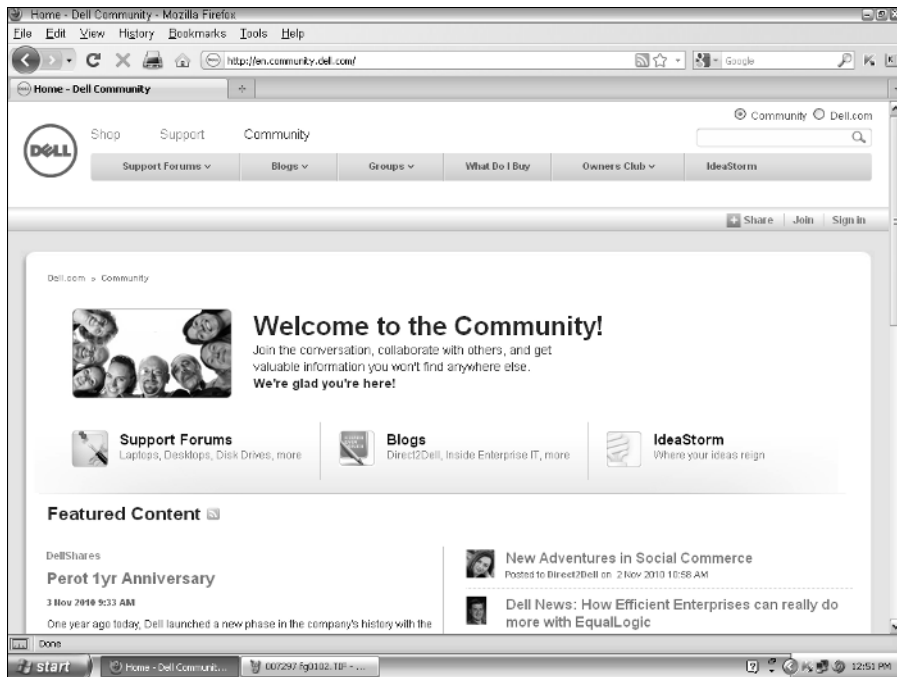 Home - Dell Community - Mozilla Firefox
File Edit View History Bookmarks Tools Help
http://en.community.dell.com/
Google
Home - Dell Community
Community Dell.com
DELL
Shop Support Community
Support Forums Blogs Groups What Do I Buy Owners Club IdeaStorm
Share Join Sign in
Dell.com » Community
Welcome to the Community!
Join the conversation, collaborate with others, and get
valuable information you won't find anywhere else.
We're glad you're here!
Support Forums
Laptops, Desktops, Disk Drives, more
Blogs
Direct2Dell, Inside Enterprise IT, more
IdeaStorm
Where your ideas reign
Featured Content
DellShares
Perot 1yr Anniversary
3 Nov 2010 9:33 AM
One year ago today, Dell launched a new phase in the company's history with the
New Adventures in Social Commerce
Posted to Direct2Dell on 2 Nov 2010 10:58 AM
Dell News: How Efficient Enterprises can really do
more with EqualLogic
Done
start
Home - Dell Communit...
007297 fg0102.TIF - ...
12:51 PM